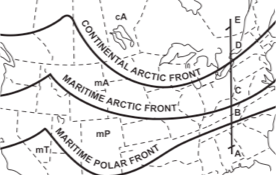 cA
E
CONTINENTAL ARCTIC FRONT
D
mA
C
MARITIME ARCTIC FRONT
B
mP
MARITIME POLAR FRONT
mT
A